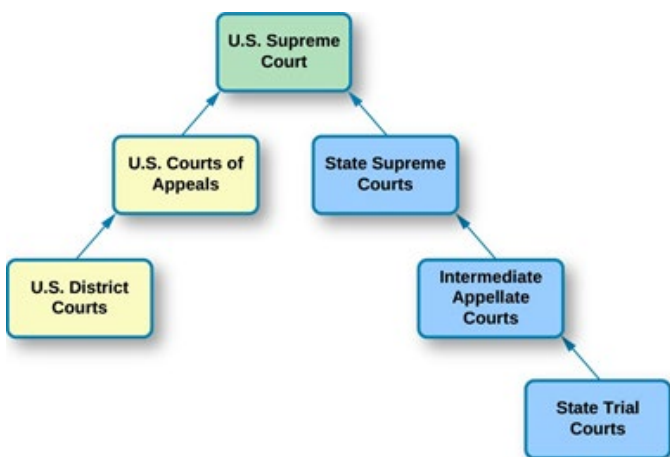 U.S. Supreme
Court
U.S. Courts of
Appeals
State Supreme
Courts
U.S. District
Courts
Intermediate
Appellate
Courts
State Trial
Courts